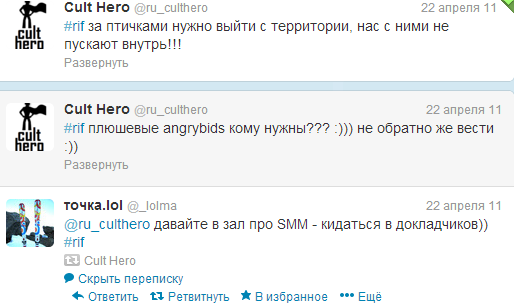 Cult Hero @ru_culthero 22 апреля 11
#rif за птичками нужно выйти с территории, нас с ними не
пускают внутрь!!!
Развернуть
cult
hero
Cult Hero @ru_culthero 22 апреля 11
#rif плюшевые angrybids кому нужны??? :))) не обратно же вести
:))
Развернуть
cult
hero
точка.lol @_lolma 22 апреля 11
@ru_culthero давайте в зал про SMM - кидаться в докладчиков))
#rif
Cult Hero
Скрыть переписку
Ответить Ретвитнуть В избранное Ещё